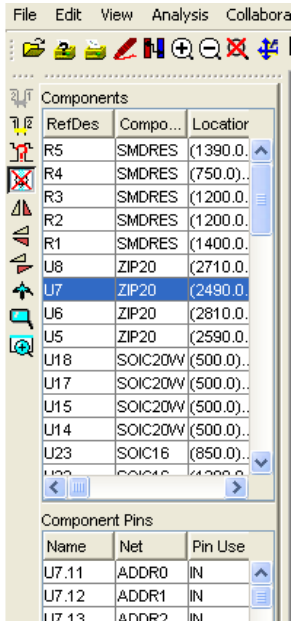 File Edit View Analysis Collabora
Components
RefDes Compo... Location
R5 SMDRES (1390.0.
R4 SMDRES (750.0)..
R3 SMDRES (1200.0.
R2 SMDRES (1200.0.
R1 SMDRES (1400.0.
U8 ZIP20 (2710.0.
U7 ZIP20 (2490.0.
U6 ZIP20 (2810.0.
U5 ZIP20 (2590.0.
U18 SOIC20W (500.0)..
U17 SOIC20W (500.0)..
U15 SOIC20W (500.0)..
U14 SOIC20W (500.0)..
U23 SOIC16 (850.0)..
Component Pins
Name Net Pin Use
U7.11 ADDR0 IN
U7.12 ADDR1 IN
U7.13 ADDR2 IN